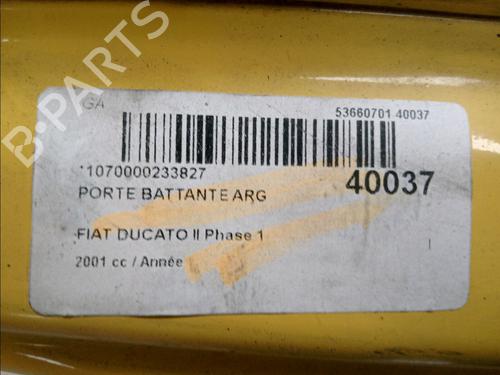 GA
53660701 40037
*1070000233827
40037
PORTE BATTANTE ARG
FIAT DUCATO II Phase 1
2001 cc / Année
B-PARTS